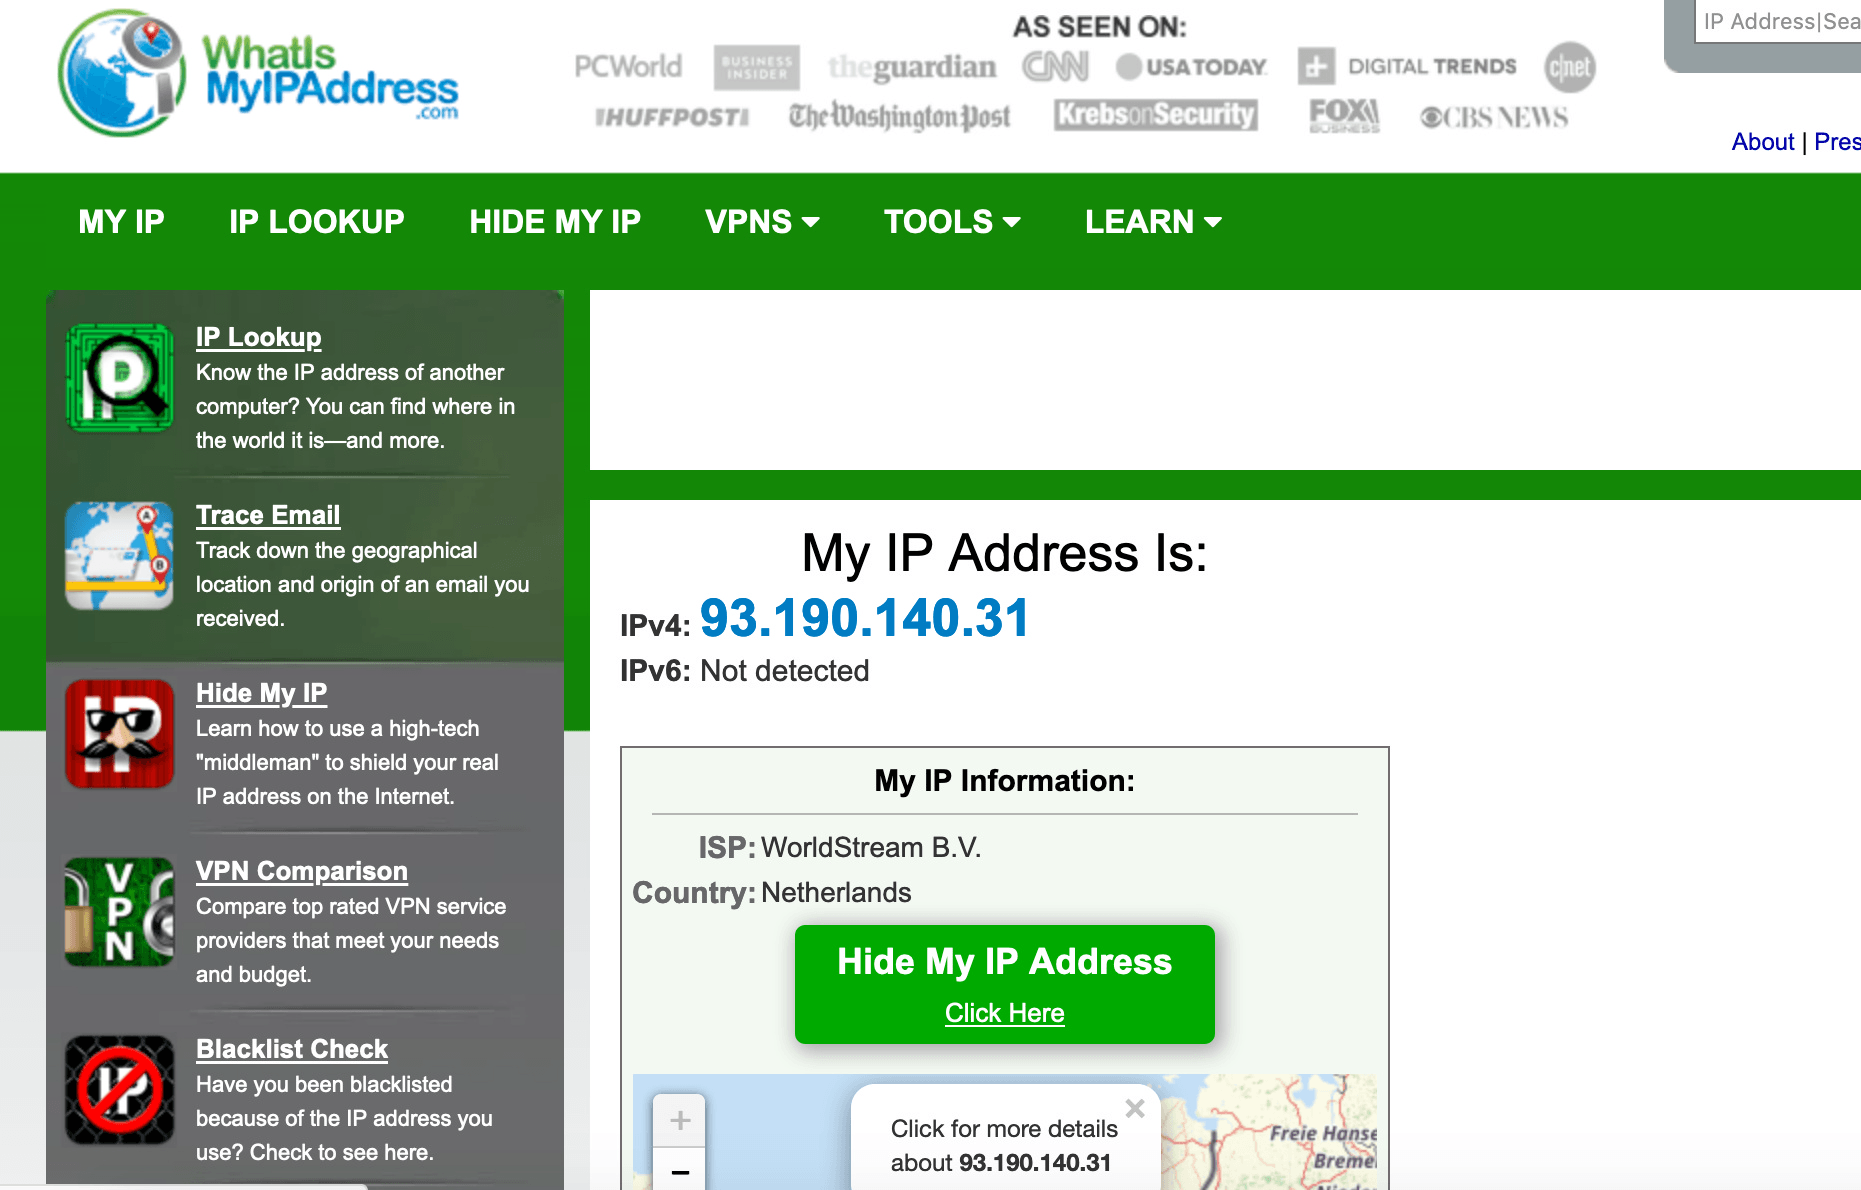 WhatIs
MyIPAddress
.com
AS SEEN ON:
PCWorld
BUSINESS
INSIDER
theguardian
CNN
USA TODAY
DIGITAL TRENDS
c|net
IHUFFPOSTI
The Washington Post
KrebsonSecurity
FOX
BUSINESS
CBS NEWS
IP Address|Sea
About | Pres
MY IP
IP LOOKUP
HIDE MY IP
VPNS
TOOLS
LEARN
IP
IP Lookup
Know the IP address of another
computer? You can find where in
the world it is—and more.
A
B
Trace Email
Track down the geographical
location and origin of an email you
received.
IP
Hide My IP
Learn how to use a high-tech
"middleman" to shield your real
IP address on the Internet.
V
P
N
VPN Comparison
Compare top rated VPN service
providers that meet your needs
and budget.
IP
Blacklist Check
Have you been blacklisted
because of the IP address you
use? Check to see here.
My IP Address Is:
IPv4: 93.190.140.31
IPv6: Not detected
My IP Information:
ISP: WorldStream B.V.
Country: Netherlands
Hide My IP Address
Click Here
+
−
×
Click for more details
about 93.190.140.31
Freie Hanse
Breme